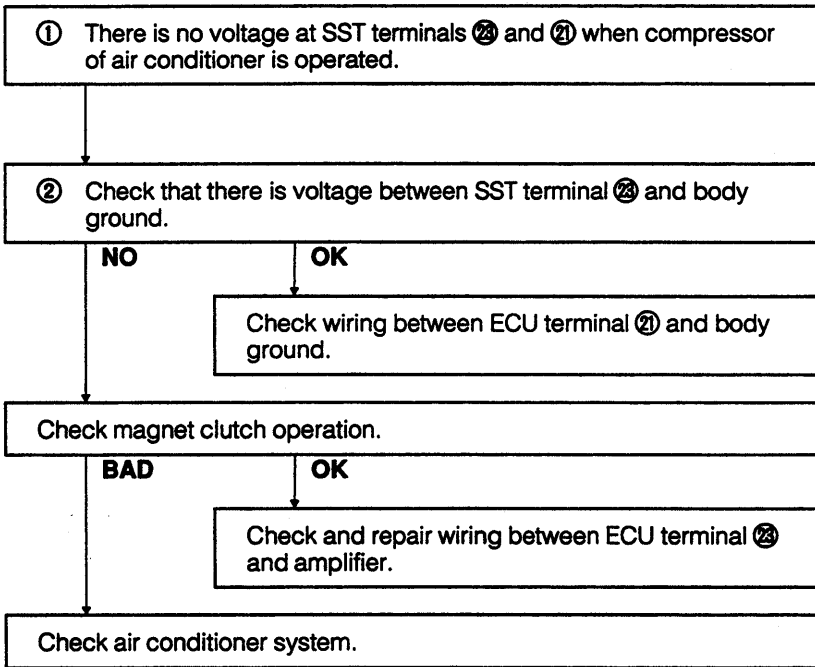 ① There is no voltage at SST terminals ㉓ and ㉑ when compressor
of air conditioner is operated.
② Check that there is voltage between SST terminal ㉓ and body
ground.
NO OK
Check wiring between ECU terminal ㉑ and body
ground.
Check magnet clutch operation.
BAD OK
Check and repair wiring between ECU terminal ㉓
and amplifier.
Check air conditioner system.